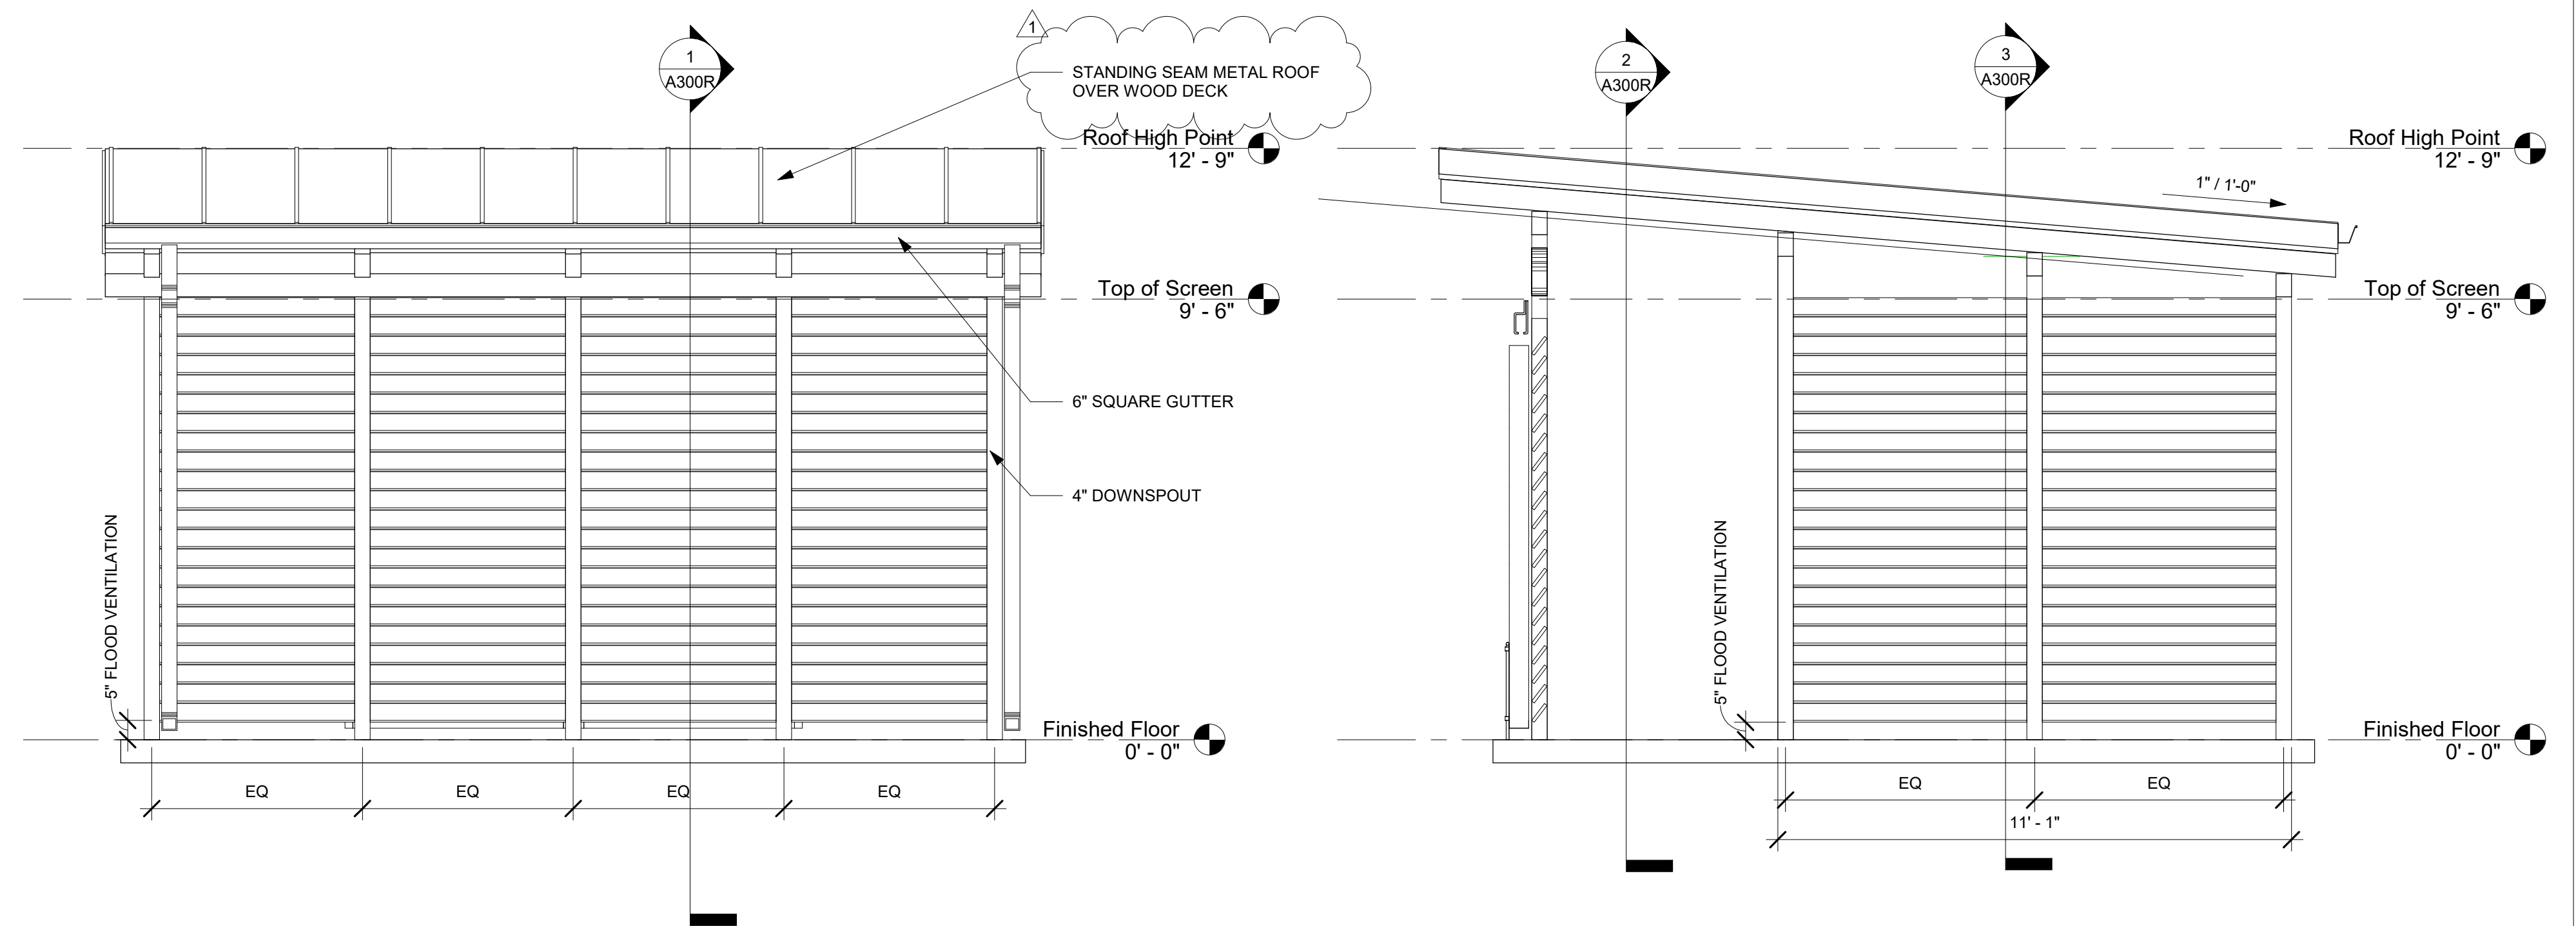 1
A300R
1
STANDING SEAM METAL ROOF
OVER WOOD DECK
Roof High Point
12' - 9"
Top of Screen
9' - 6"
6" SQUARE GUTTER
4" DOWNSPOUT
5" FLOOD VENTILATION
Finished Floor
0' - 0"
EQ
EQ
EQ
EQ
2
A300R
3
A300R
Roof High Point
12' - 9"
1" / 1'-0"
Top of Screen
9' - 6"
5" FLOOD VENTILATION
Finished Floor
0' - 0"
EQ
EQ
11' - 1"